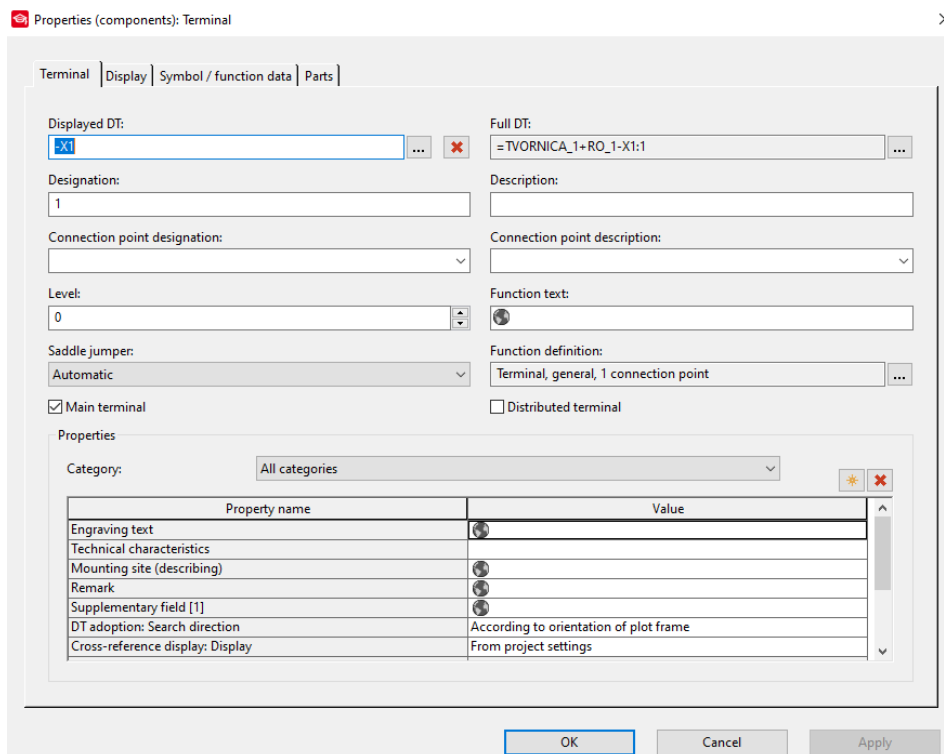 Properties (components): Terminal
Terminal Display Symbol / function data Parts
Displayed DT: Full DT:
-X1 ... =TVORNICA_1+RO_1-X1:1 ...
Designation: Description:
1
Connection point designation: Connection point description:
Level: Function text:
0
Saddle jumper: Function definition:
Automatic Terminal, general, 1 connection point ...
Main terminal Distributed terminal
Properties
Category: All categories
Property name Value
Engraving text
Technical characteristics
Mounting site (describing)
Remark
Supplementary field [1]
DT adoption: Search direction According to orientation of plot frame
Cross-reference display: Display From project settings
OK Cancel Apply